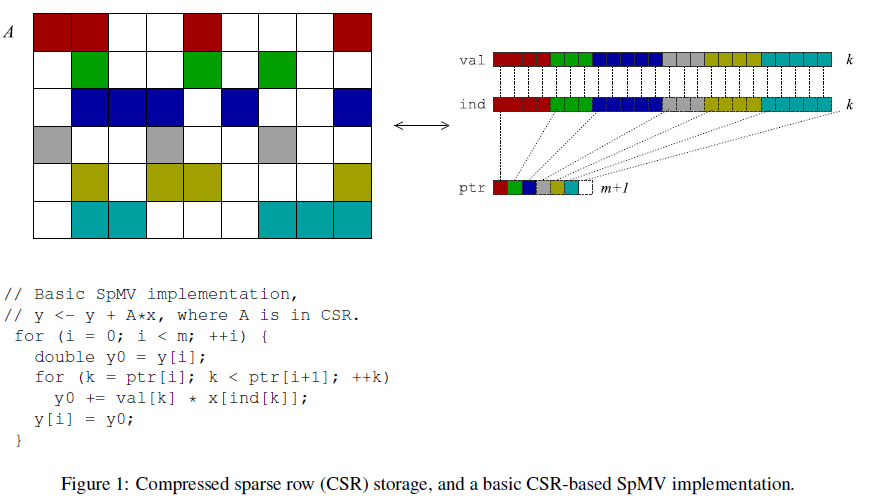 A
val k
ind k
ptr m+1
// Basic SpMV implementation,
// y <- y + A*x, where A is in CSR.
for (i = 0; i < m; ++i) {
double y0 = y[i];
for (k = ptr[i]; k < ptr[i+1]; ++k)
y0 += val[k] * x[ind[k]];
y[i] = y0;
}
Figure 1: Compressed sparse row (CSR) storage, and a basic CSR-based SpMV implementation.